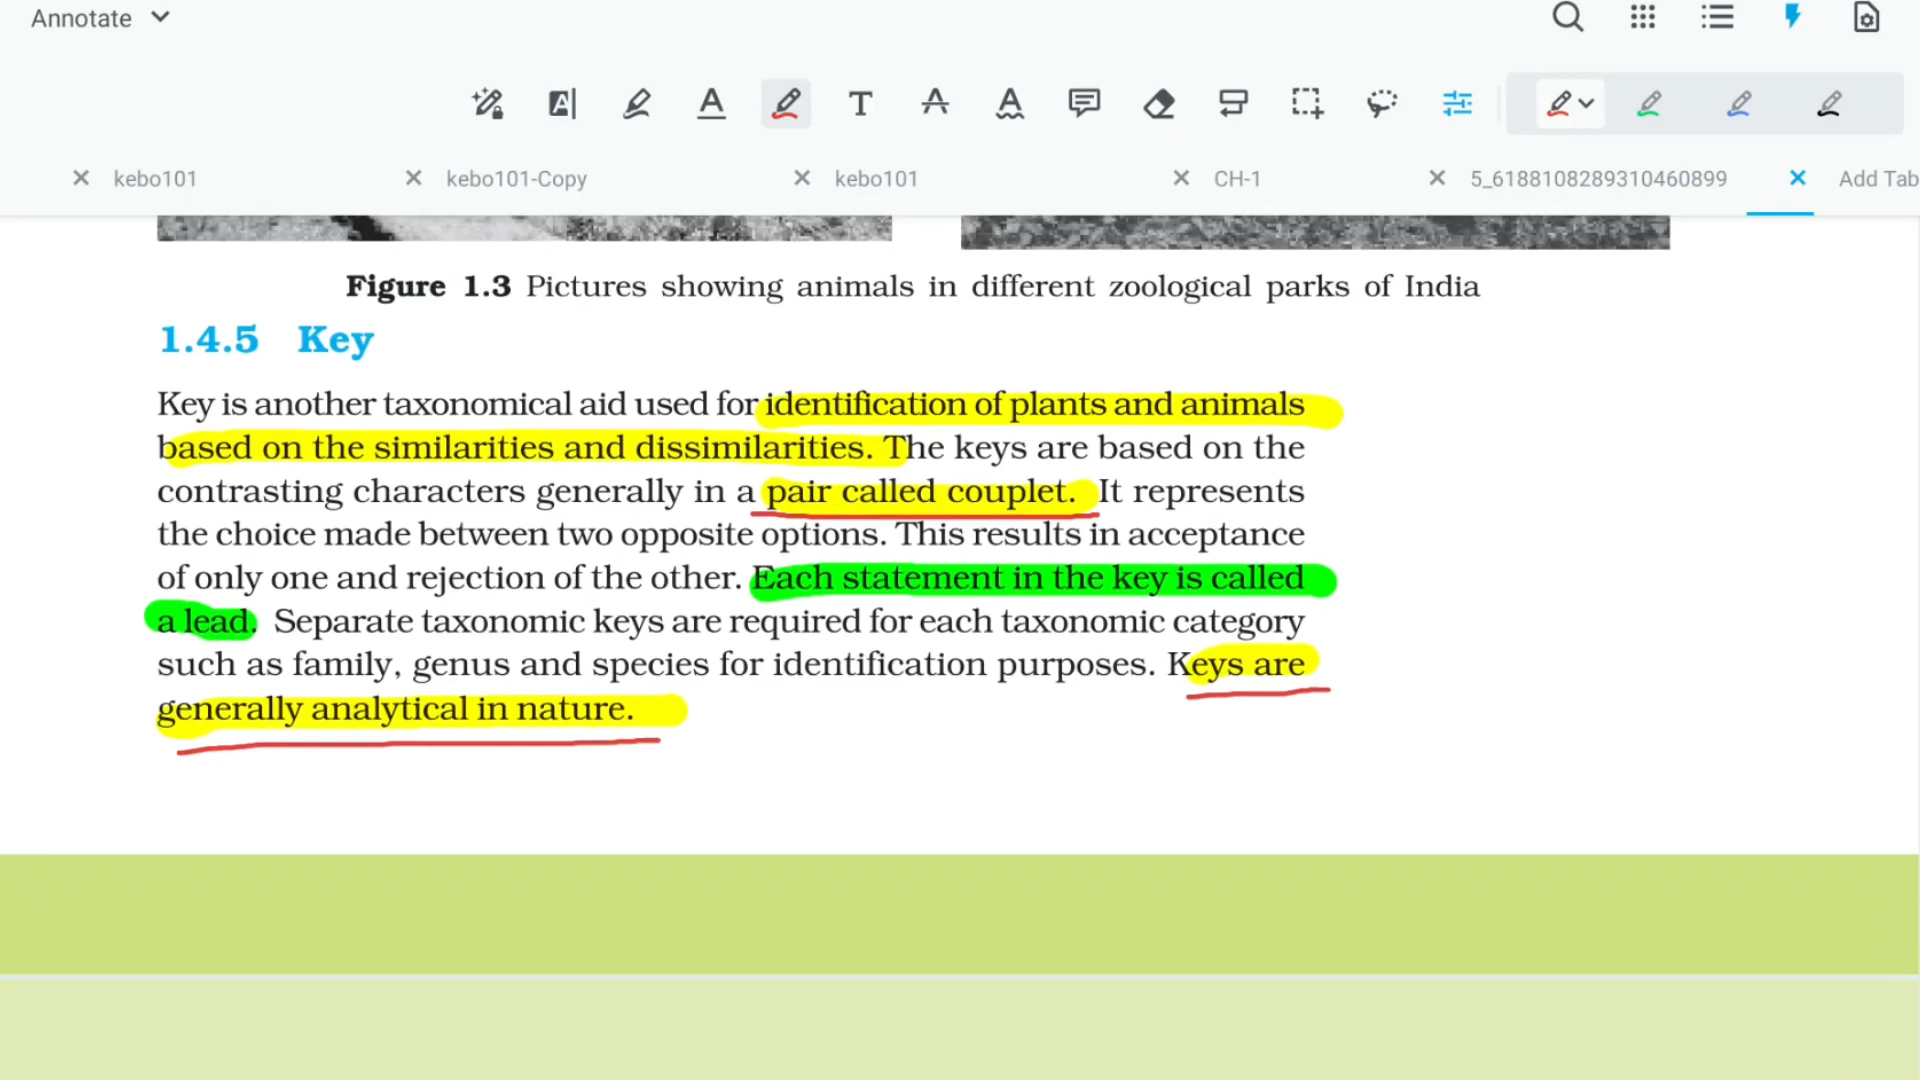 Annotate
kebo101
kebo101-Copy
kebo101
CH-1
5_6188108289310460899
Add Tab
Figure 1.3 Pictures showing animals in different zoological parks of India
1.4.5 Key
Key is another taxonomical aid used for identification of plants and animals
based on the similarities and dissimilarities. The keys are based on the
contrasting characters generally in a pair called couplet. It represents
the choice made between two opposite options. This results in acceptance
of only one and rejection of the other. Each statement in the key is called
a lead. Separate taxonomic keys are required for each taxonomic category
such as family, genus and species for identification purposes. Keys are
generally analytical in nature.